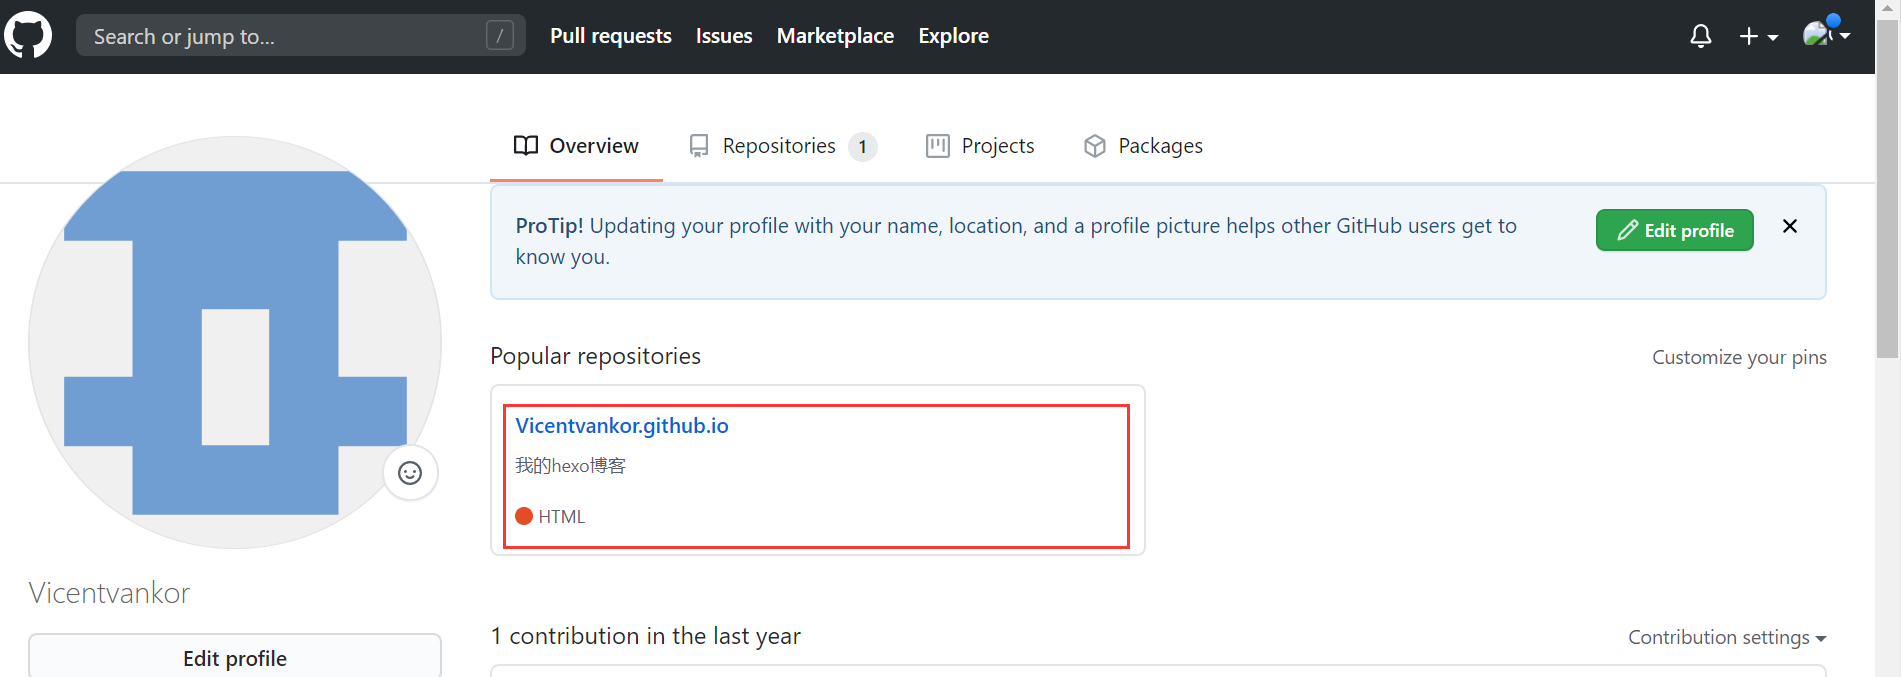 Search or jump to...
/
Pull requests
Issues
Marketplace
Explore
Overview
Repositories 1
Projects
Packages
ProTip! Updating your profile with your name, location, and a profile picture helps other GitHub users get to
know you.
Edit profile
Popular repositories
Customize your pins
Vicentvankor.github.io
我的hexo博客
HTML
Vicentvankor
Edit profile
1 contribution in the last year
Contribution settings